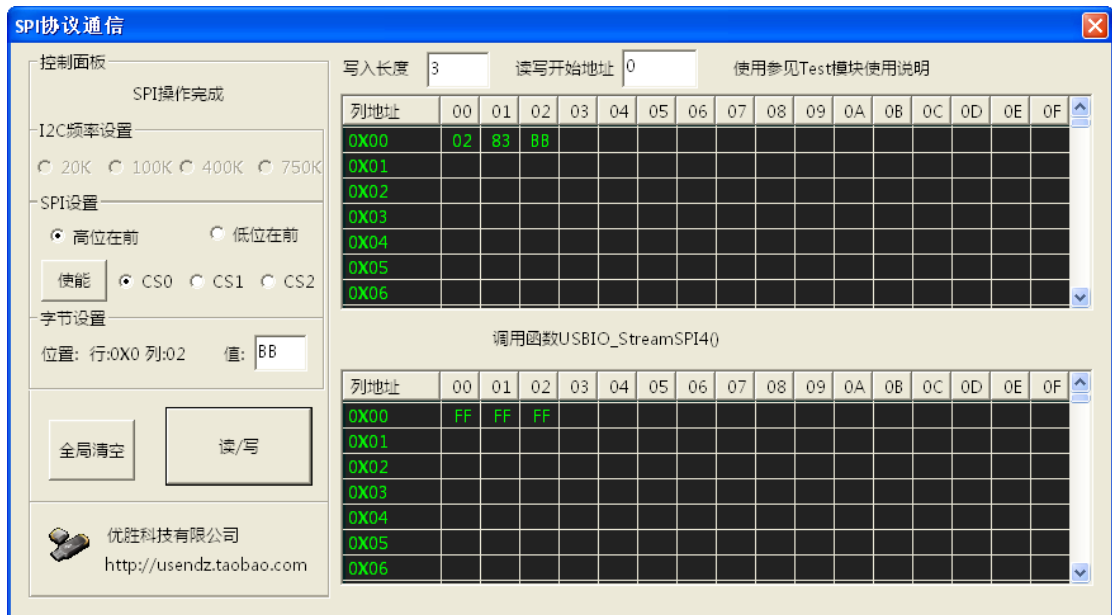 SPI协议通信
控制面板
SPI操作完成
I2C频率设置
20K 100K 400K 750K
SPI设置
高位在前 低位在前
使能 CS0 CS1 CS2
字节设置
位置: 行:0X0 列:02 值: BB
全局清空 读/写
优胜科技有限公司
http://usendz.taobao.com
写入长度 3 读写开始地址 0 使用参见Test模块使用说明
列地址 00 01 02 03 04 05 06 07 08 09 0A 0B 0C 0D 0E 0F
0X00 02 83 BB
0X01
0X02
0X03
0X04
0X05
0X06
调用函数USBIO_StreamSPI4()
列地址 00 01 02 03 04 05 06 07 08 09 0A 0B 0C 0D 0E 0F
0X00 FF FF FF
0X01
0X02
0X03
0X04
0X05
0X06